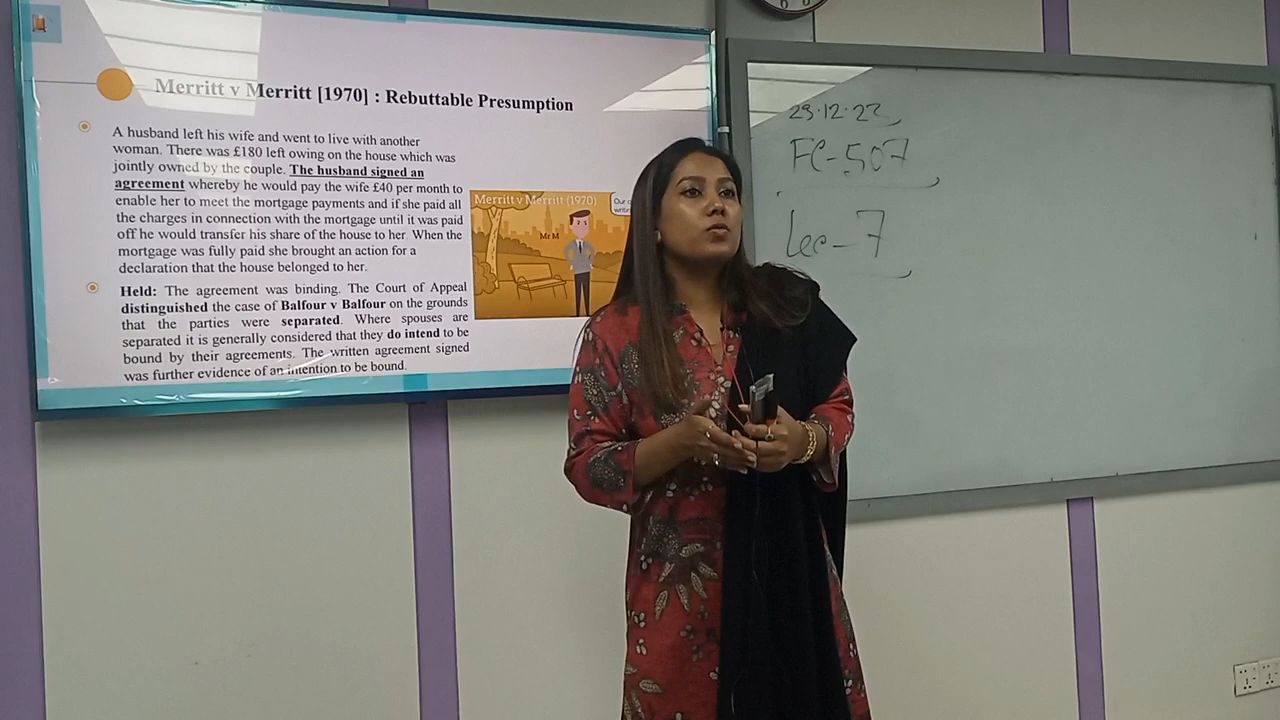 Merritt v Merritt [1970] : Rebuttable Presumption
A husband left his wife and went to live with another
woman. There was £180 left owing on the house which was
jointly owned by the couple. The husband signed an
agreement whereby he would pay the wife £40 per month to
enable her to meet the mortgage payments and if she paid all
the charges in connection with the mortgage until it was paid
off he would transfer his share of the house to her. When the
mortgage was fully paid she brought an action for a
declaration that the house belonged to her.
Held: The agreement was binding. The Court of Appeal
distinguished the case of Balfour v Balfour on the grounds
that the parties were separated. Where spouses are
separated it is generally considered that they do intend to be
bound by their agreements. The written agreement signed
was further evidence of an intention to be bound.
Merritt v Merritt (1970)
Mr M
Our
29.12.22
FC-507
Lec-7